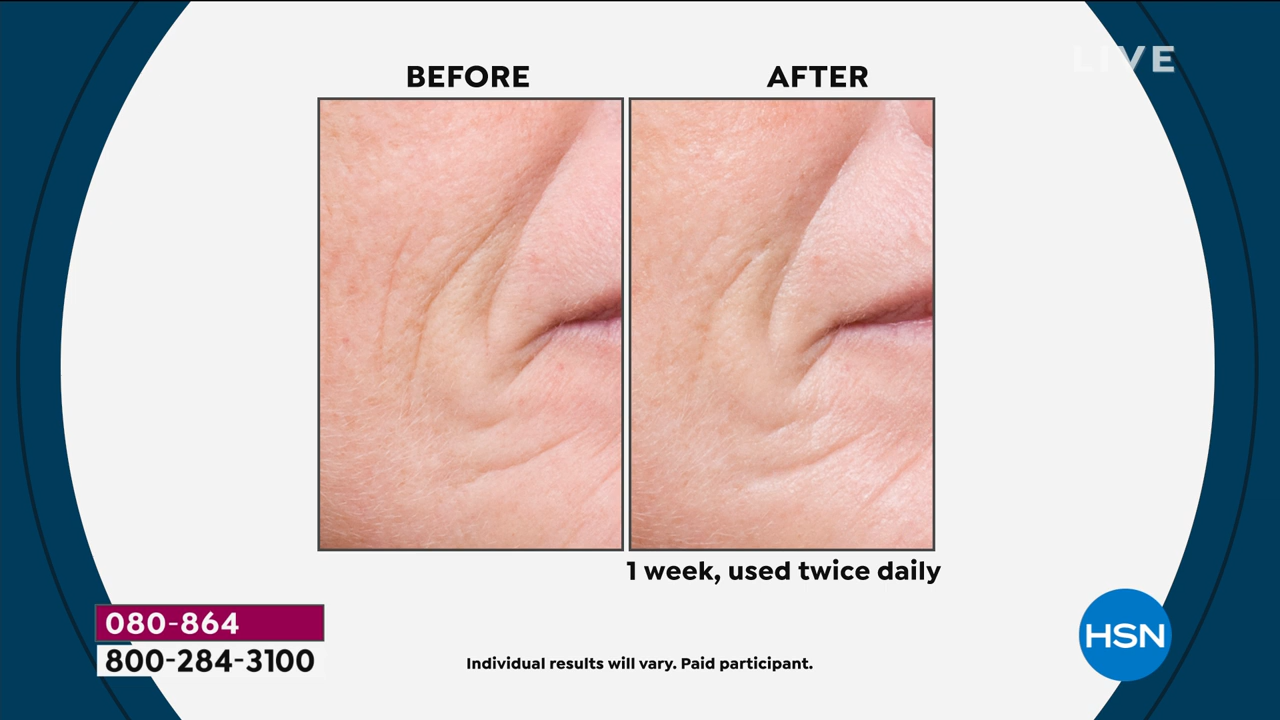 LIVE
BEFORE
AFTER
1 week, used twice daily
080-864
800-284-3100
Individual results will vary. Paid participant.
HSN